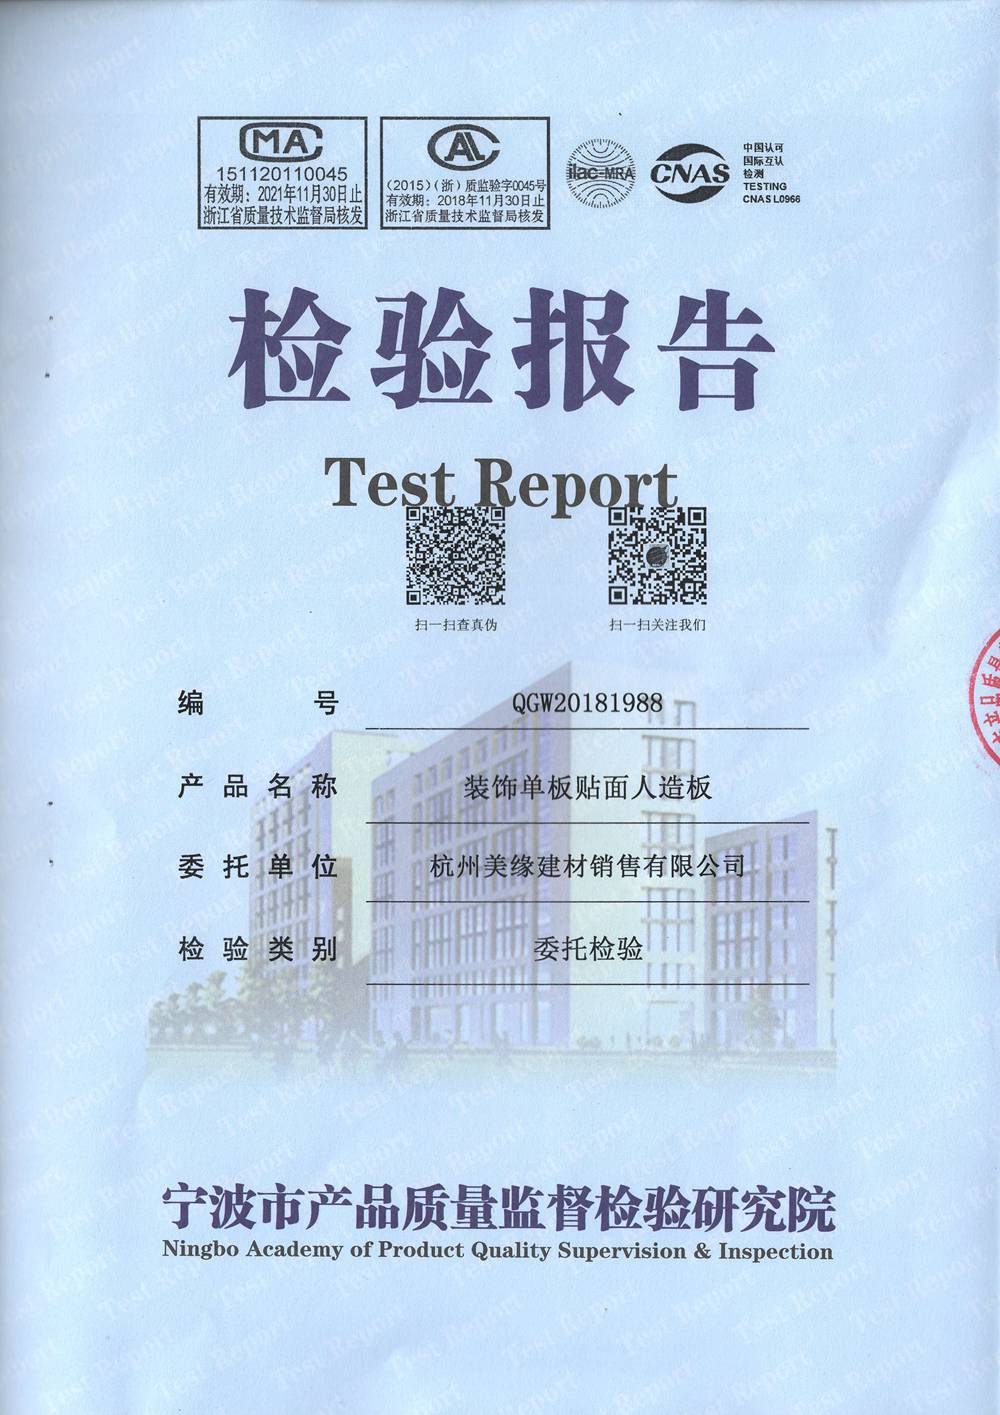 CMA
151120110045
有效期：2021年11月30日止
浙江省质量技术监督局核发
CAL
（2015）（浙）质监验字0045号
有效期：2018年11月30日止
浙江省质量技术监督局核发
ilac-MRA
CNAS
中国认可
国际互认
检测
TESTING
CNAS L0966
检验报告
Test Report
扫一扫查真伪
扫一扫关注我们
编号 QGW20181988
产品名称 装饰单板贴面人造板
委托单位 杭州美缘建材销售有限公司
检验类别 委托检验
宁波市产品质量监督检验研究院
Ningbo Academy of Product Quality Supervision & Inspection